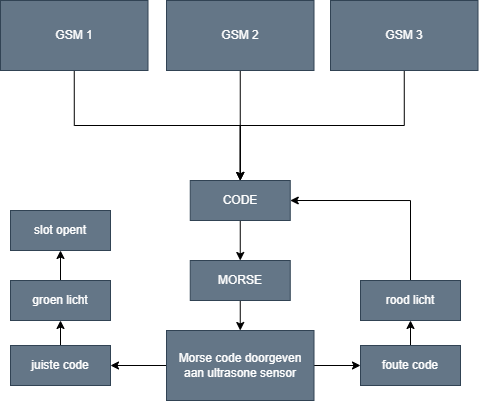 GSM 1
GSM 2
GSM 3
CODE
slot opent
MORSE
groen licht
rood licht
Morse code doorgeven
aan ultrasone sensor
juiste code
foute code